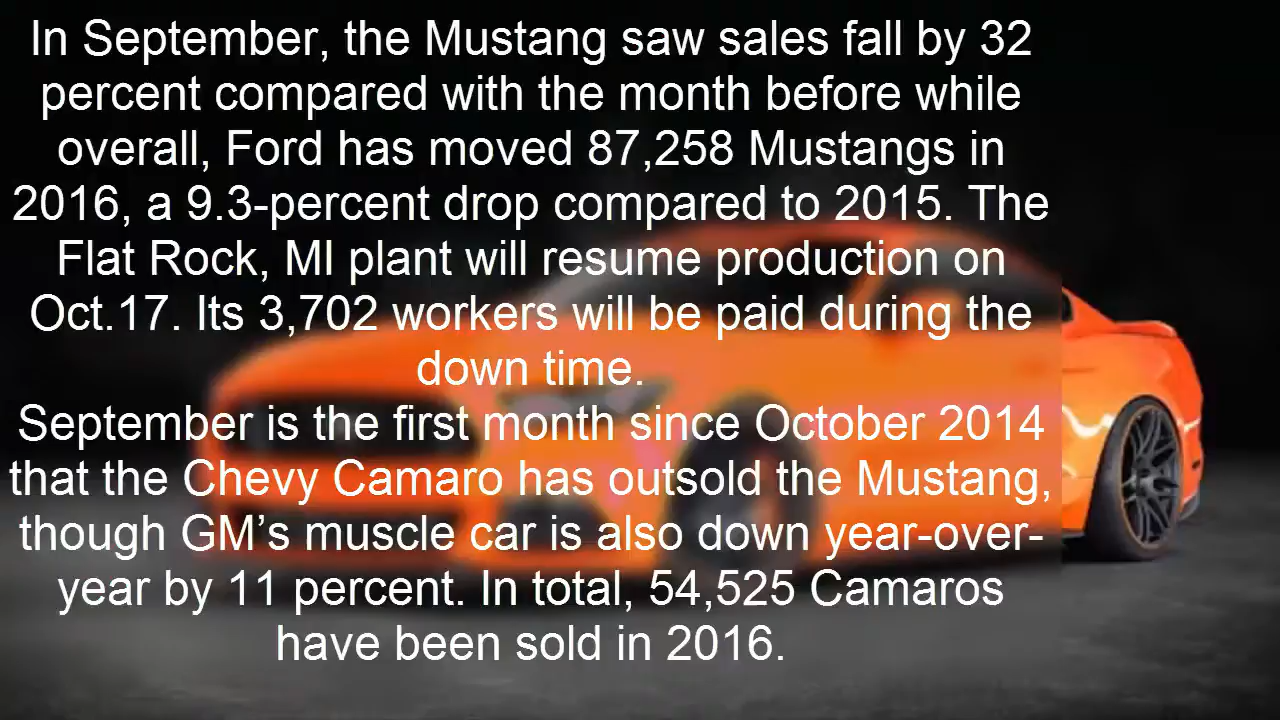 In September, the Mustang saw sales fall by 32
percent compared with the month before while
overall, Ford has moved 87,258 Mustangs in
2016, a 9.3-percent drop compared to 2015. The
Flat Rock, MI plant will resume production on
Oct.17. Its 3,702 workers will be paid during the
down time.
September is the first month since October 2014
that the Chevy Camaro has outsold the Mustang,
though GM’s muscle car is also down year-over-
year by 11 percent. In total, 54,525 Camaros
have been sold in 2016.